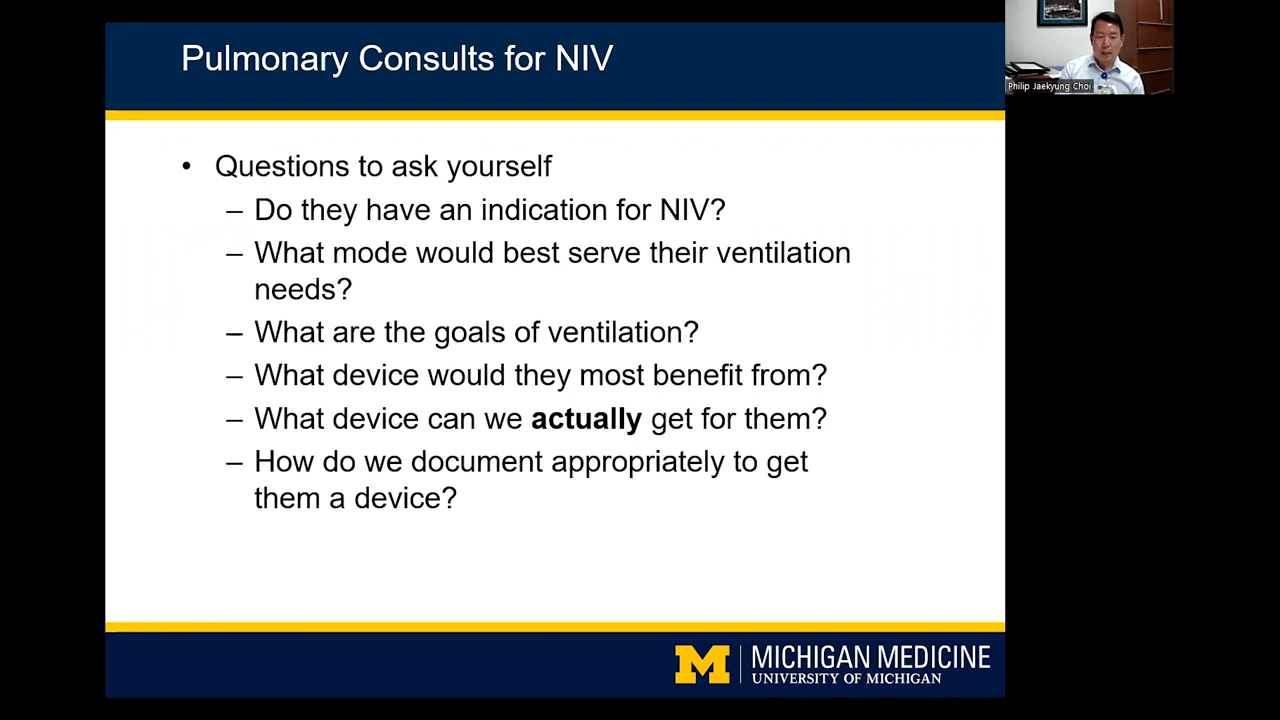 Pulmonary Consults for NIV
Philip Jaekyung Choi
• Questions to ask yourself
– Do they have an indication for NIV?
– What mode would best serve their ventilation
needs?
– What are the goals of ventilation?
– What device would they most benefit from?
– What device can we actually get for them?
– How do we document appropriately to get
them a device?
M
MICHIGAN MEDICINE
UNIVERSITY OF MICHIGAN